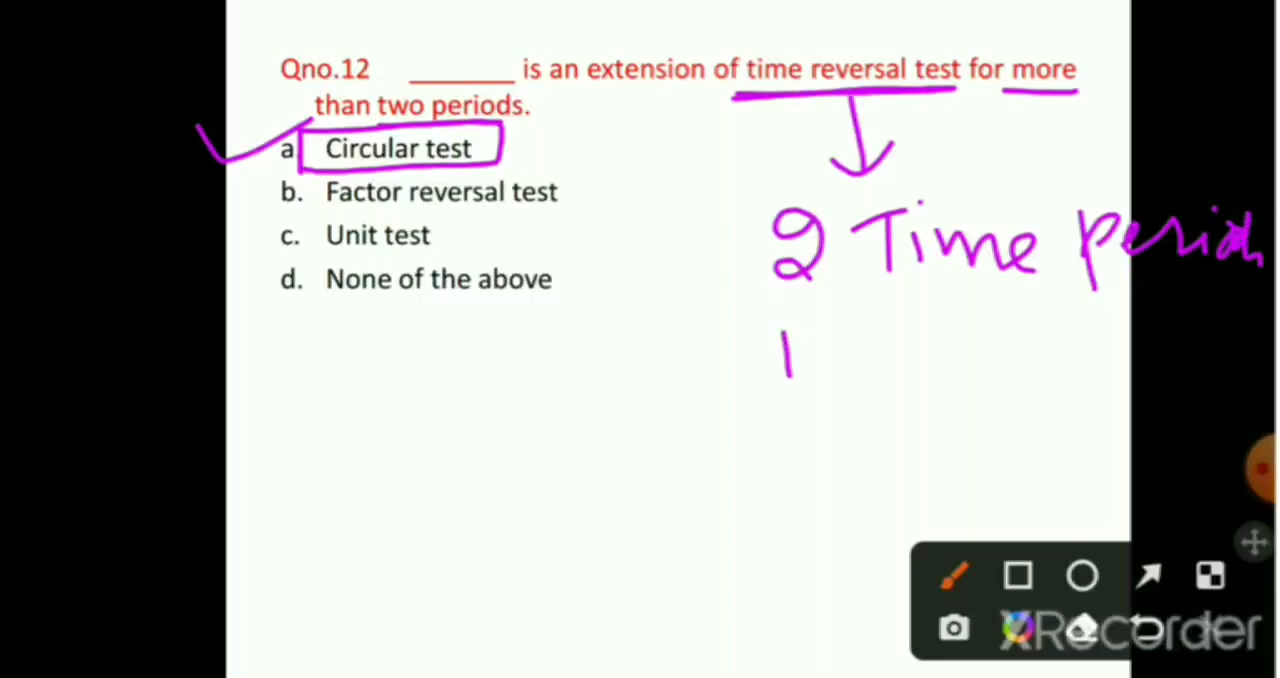 Qno.12 _______ is an extension of time reversal test for more
than two periods.
a. Circular test
b. Factor reversal test
c. Unit test
d. None of the above
2 Time period
1
XRecorder